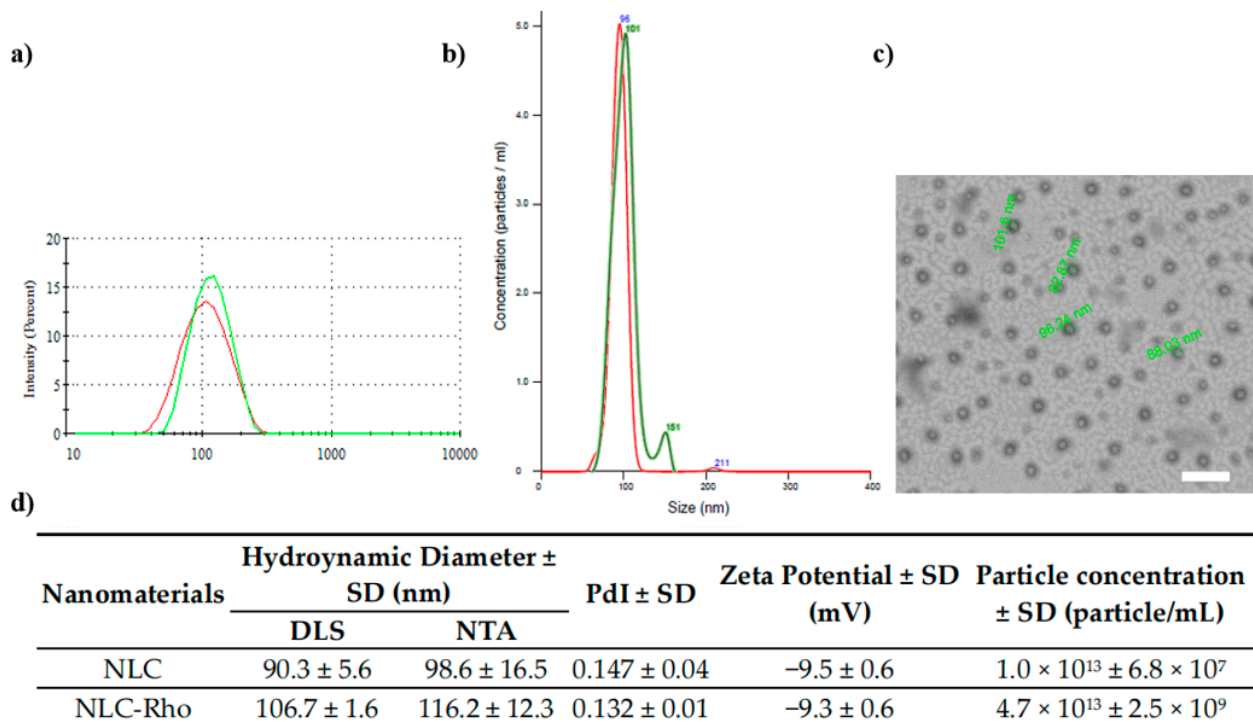 a)
Intensity (Percent)
20
15
10
5
0
10 100 1000 10000
b)
Concentration (particles / ml)
5.0
4.0
3.0
2.0
1.0
0
0 100 200 300 400
Size (nm)
96
101
151
211
c)
101.6 nm
92.87 nm
96.24 nm
88.03 nm
d)
Nanomaterials Hydroynamic Diameter ± SD (nm) PdI ± SD Zeta Potential ± SD (mV) Particle concentration ± SD (particle/mL)
DLS NTA
NLC 90.3 ± 5.6 98.6 ± 16.5 0.147 ± 0.04 −9.5 ± 0.6 1.0 × 10¹³ ± 6.8 × 10⁷
NLC-Rho 106.7 ± 1.6 116.2 ± 12.3 0.132 ± 0.01 −9.3 ± 0.6 4.7 × 10¹³ ± 2.5 × 10⁹